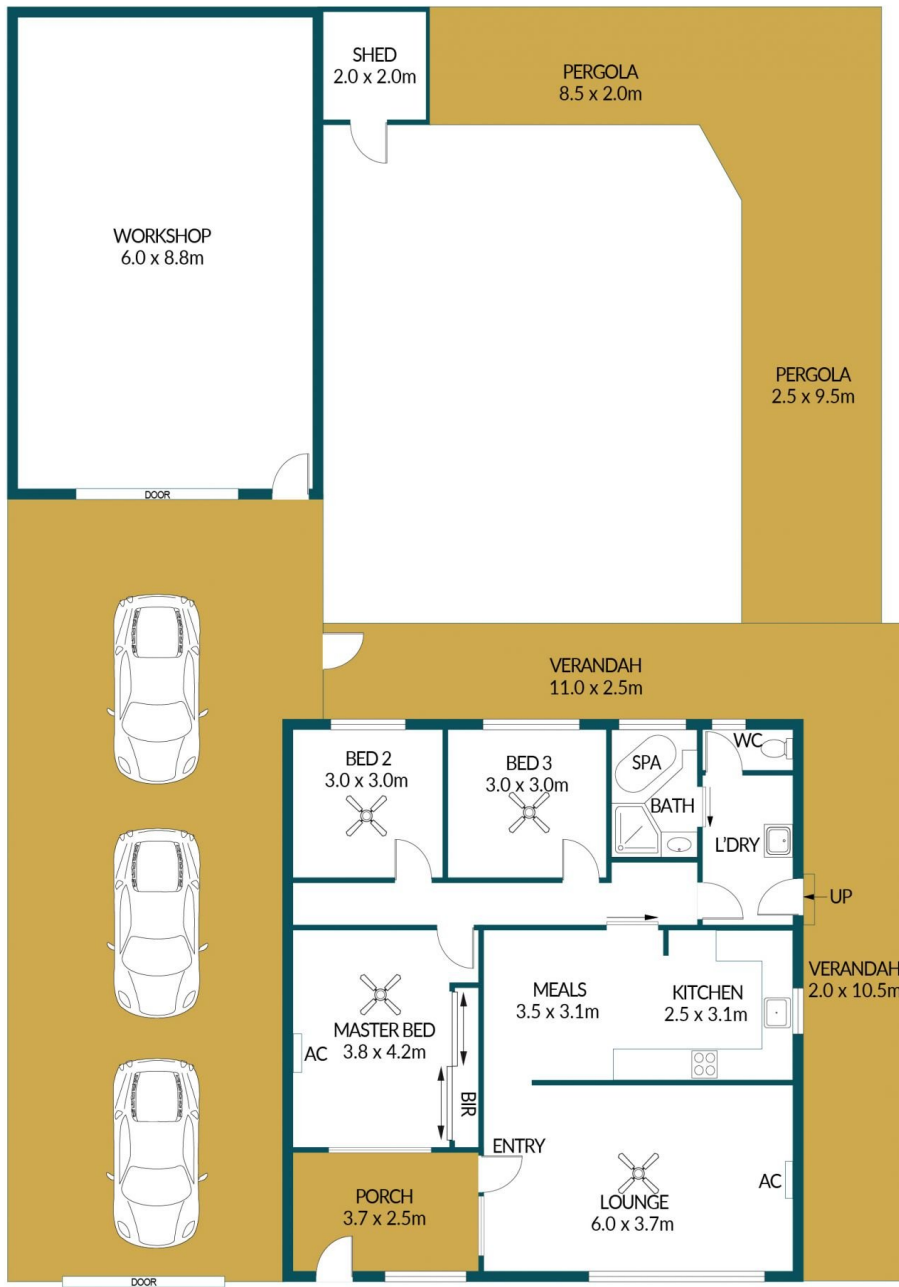 SHED
2.0 x 2.0m
PERGOLA
8.5 x 2.0m
WORKSHOP
6.0 x 8.8m
PERGOLA
2.5 x 9.5m
DOOR
VERANDAH
11.0 x 2.5m
BED 2
3.0 x 3.0m
BED 3
3.0 x 3.0m
SPA
BATH
WC
L'DRY
UP
VERANDAH
2.0 x 10.5m
MEALS
3.5 x 3.1m
KITCHEN
2.5 x 3.1m
MASTER BED
3.8 x 4.2m
AC
BIR
ENTRY
PORCH
3.7 x 2.5m
LOUNGE
6.0 x 3.7m
AC
DOOR